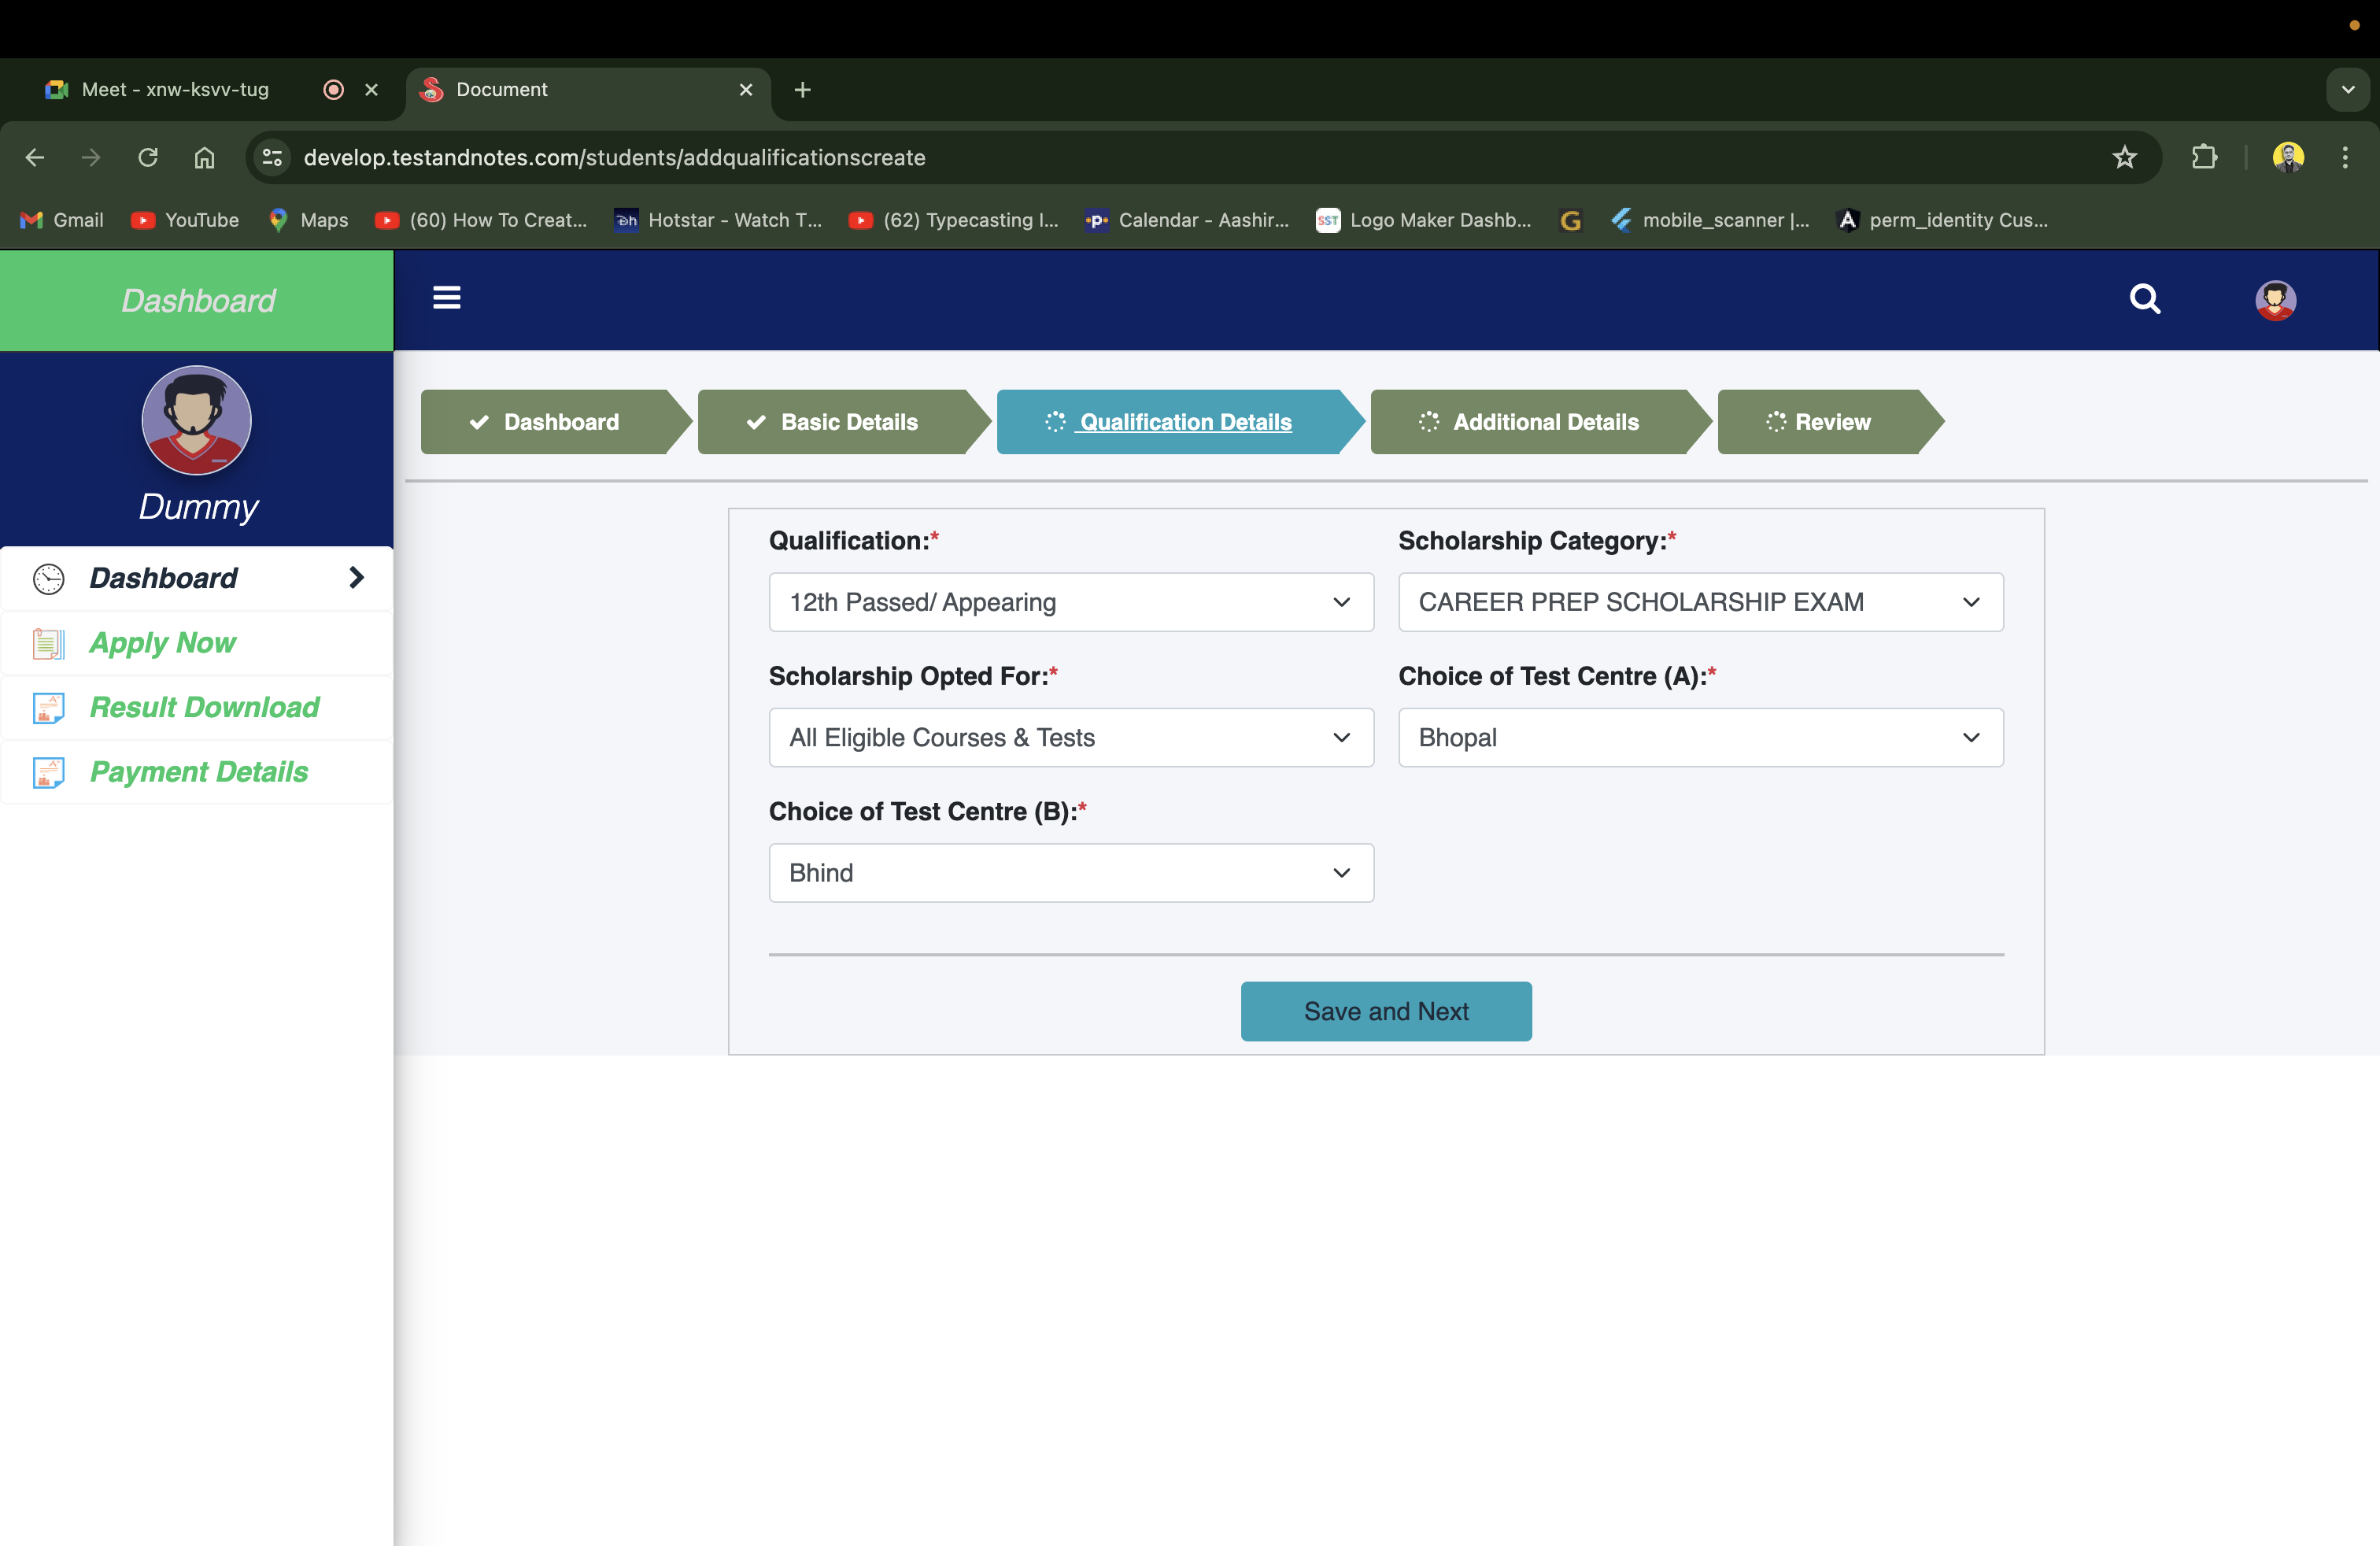 Meet - xnw-ksvv-tug
Document
develop.testandnotes.com/students/addqualificationscreate
Gmail
YouTube
Maps
(60) How To Creat...
Hotstar - Watch T...
(62) Typecasting I...
Calendar - Aashir...
SST
Logo Maker Dashb...
G
mobile_scanner |...
perm_identity Cus...
Dashboard
Dummy
Dashboard
Apply Now
Result Download
Payment Details
Dashboard
Basic Details
Qualification Details
Additional Details
Review
Qualification:*
Scholarship Category:*
12th Passed/ Appearing
CAREER PREP SCHOLARSHIP EXAM
Scholarship Opted For:*
Choice of Test Centre (A):*
All Eligible Courses & Tests
Bhopal
Choice of Test Centre (B):*
Bhind
Save and Next